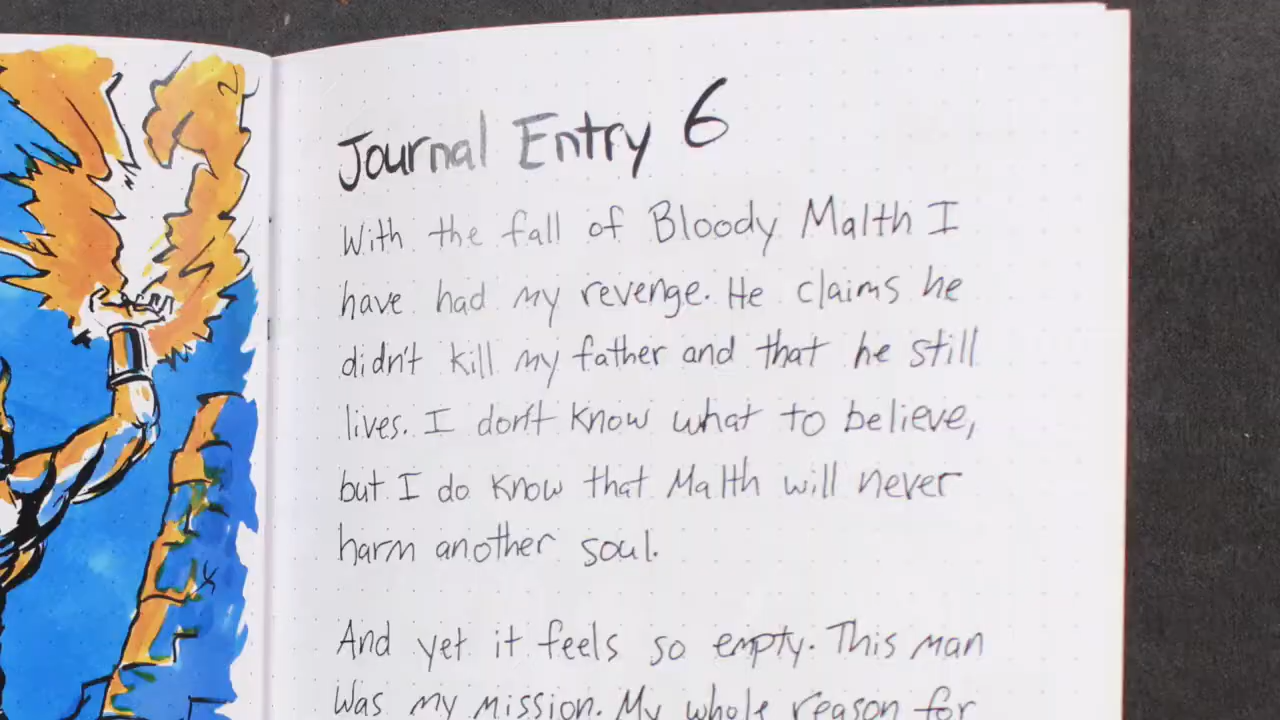 Journal Entry 6
With the fall of Bloody Malth I
have had my revenge. He claims he
didn't kill my father and that he still
lives. I don't know what to believe,
but I do know that Malth will never
harm another soul.
And yet it feels so empty. This man
was my mission. My whole reason for